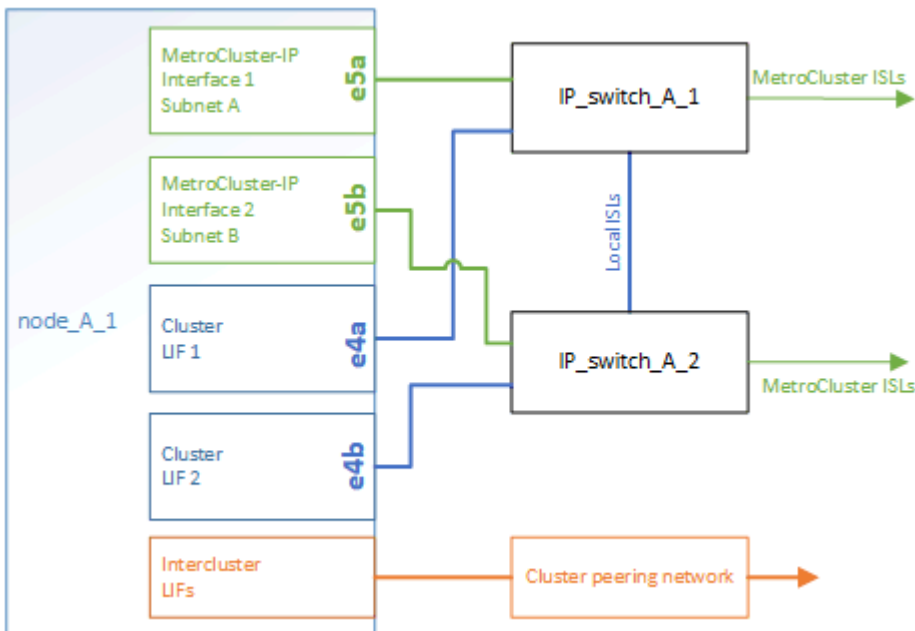 node_A_1
MetroCluster-IP
Interface 1
Subnet A
e5a
MetroCluster-IP
Interface 2
Subnet B
e5b
Cluster
LIF 1
e4a
Cluster
LIF 2
e4b
Intercluster
LIFs
IP_switch_A_1
MetroCluster ISLs
Local ISLs
IP_switch_A_2
MetroCluster ISLs
Cluster peering network